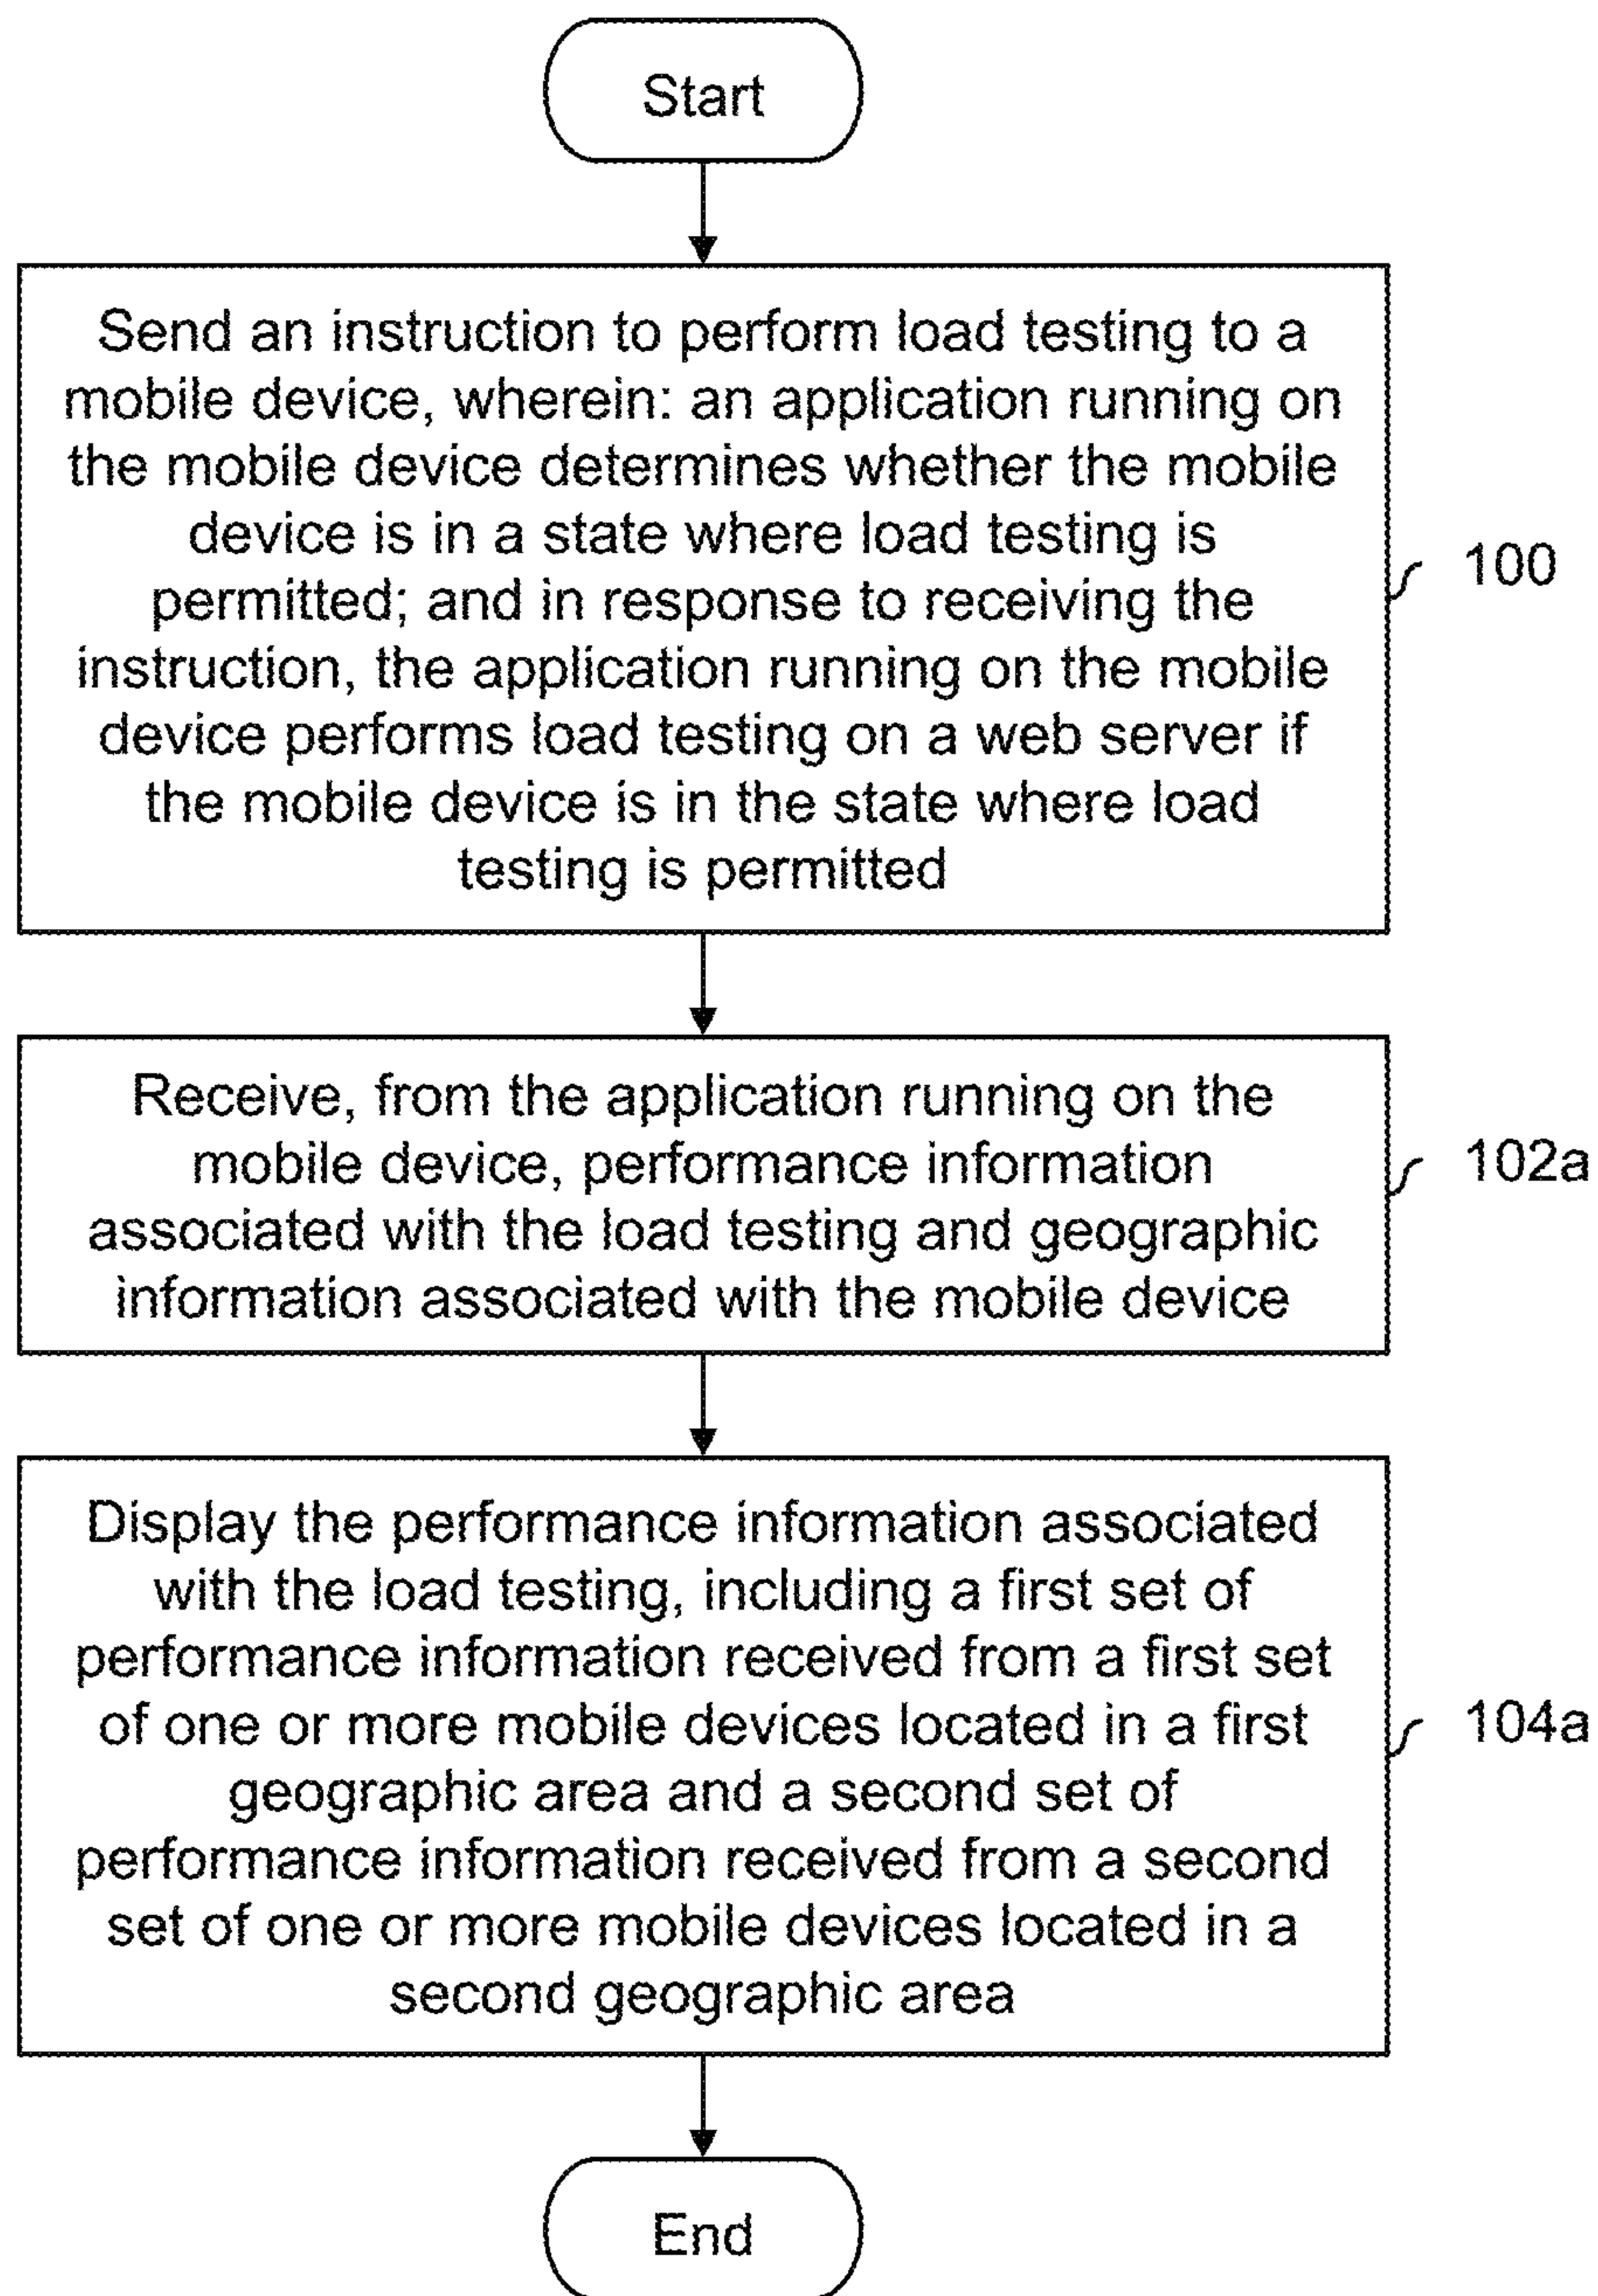 Start
Send an instruction to perform load testing to a
mobile device, wherein: an application running on
the mobile device determines whether the mobile
device is in a state where load testing is
permitted; and in response to receiving the
instruction, the application running on the mobile
device performs load testing on a web server if
the mobile device is in the state where load
testing is permitted
100
Receive, from the application running on the
mobile device, performance information
associated with the load testing and geographic
information associated with the mobile device
102a
Display the performance information associated
with the load testing, including a first set of
performance information received from a first set
of one or more mobile devices located in a first
geographic area and a second set of
performance information received from a second
set of one or more mobile devices located in a
second geographic area
104a
End